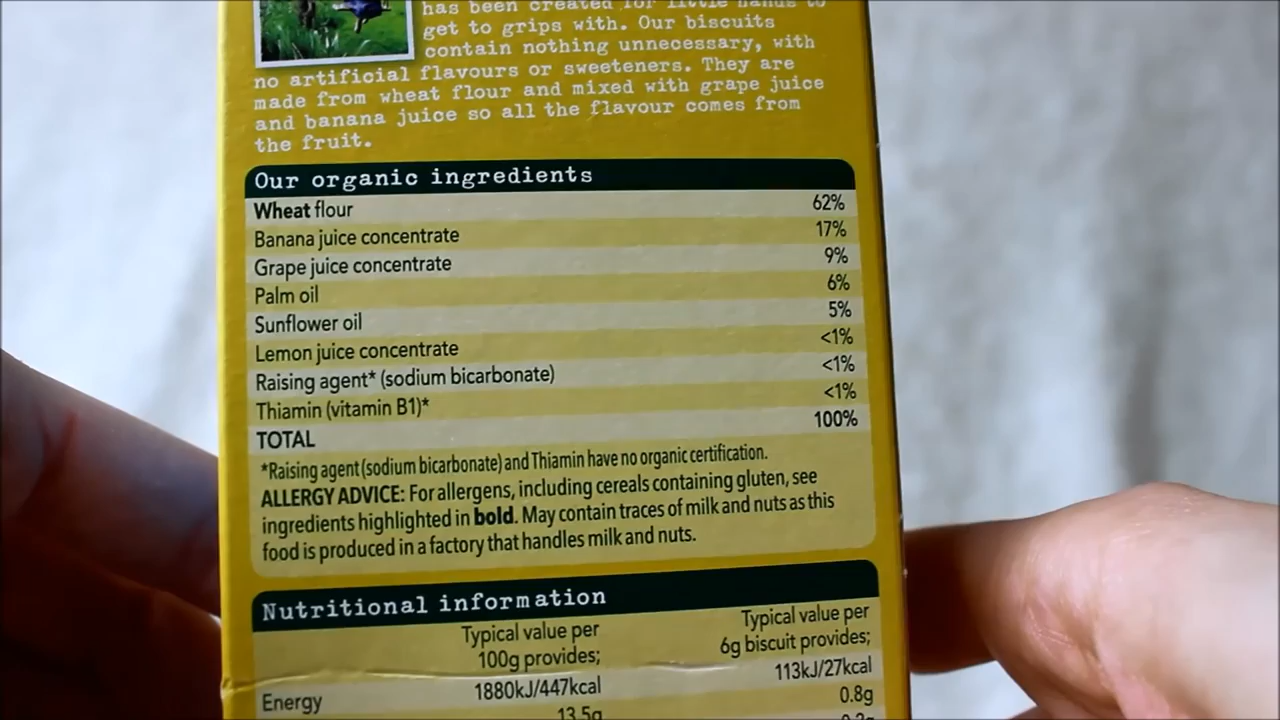 has been created for little hands to
get to grips with. Our biscuits
contain nothing unnecessary, with
no artificial flavours or sweeteners. They are
made from wheat flour and mixed with grape juice
and banana juice so all the flavour comes from
the fruit.
Our organic ingredients
Wheat flour 62%
Banana juice concentrate 17%
Grape juice concentrate 9%
Palm oil 6%
Sunflower oil 5%
Lemon juice concentrate <1%
Raising agent* (sodium bicarbonate) <1%
Thiamin (vitamin B1)* <1%
TOTAL 100%
*Raising agent (sodium bicarbonate) and Thiamin have no organic certification.
ALLERGY ADVICE: For allergens, including cereals containing gluten, see
ingredients highlighted in bold. May contain traces of milk and nuts as this
food is produced in a factory that handles milk and nuts.
Nutritional information
Typical value per
100g provides;
Typical value per
6g biscuit provides;
Energy 1880kJ/447kcal 113kJ/27kcal
13.5g 0.8g